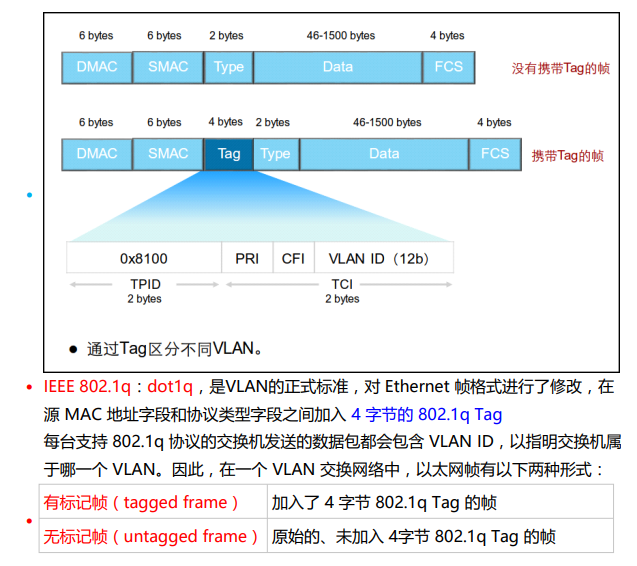 6 bytes 6 bytes 2 bytes 46-1500 bytes 4 bytes
DMAC SMAC Type Data FCS 没有携带Tag的帧
6 bytes 6 bytes 4 bytes 2 bytes 46-1500 bytes 4 bytes
DMAC SMAC Tag Type Data FCS 携带Tag的帧
0x8100 PRI CFI VLAN ID（12b）
TPID TCI
2 bytes 2 bytes
● 通过Tag区分不同VLAN。
• IEEE 802.1q：dot1q，是VLAN的正式标准，对 Ethernet 帧格式进行了修改，在
源 MAC 地址字段和协议类型字段之间加入 4 字节的 802.1q Tag
每台支持 802.1q 协议的交换机发送的数据包都会包含 VLAN ID，以指明交换机属
于哪一个 VLAN。因此，在一个 VLAN 交换网络中，以太网帧有以下两种形式：
有标记帧（tagged frame） 加入了 4 字节 802.1q Tag 的帧
无标记帧（untagged frame） 原始的、未加入 4字节 802.1q Tag 的帧